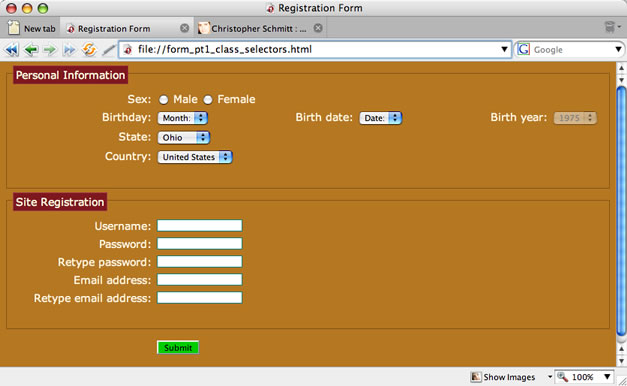 Registration Form
New tab
Registration Form
Christopher Schmitt : ...
file://form_pt1_class_selectors.html
Google
Personal Information
Sex: Male Female
Birthday: Month: Birth date: Date: Birth year: 1975
State: Ohio
Country: United States
Site Registration
Username:
Password:
Retype password:
Email address:
Retype email address:
Submit
Show Images 100%